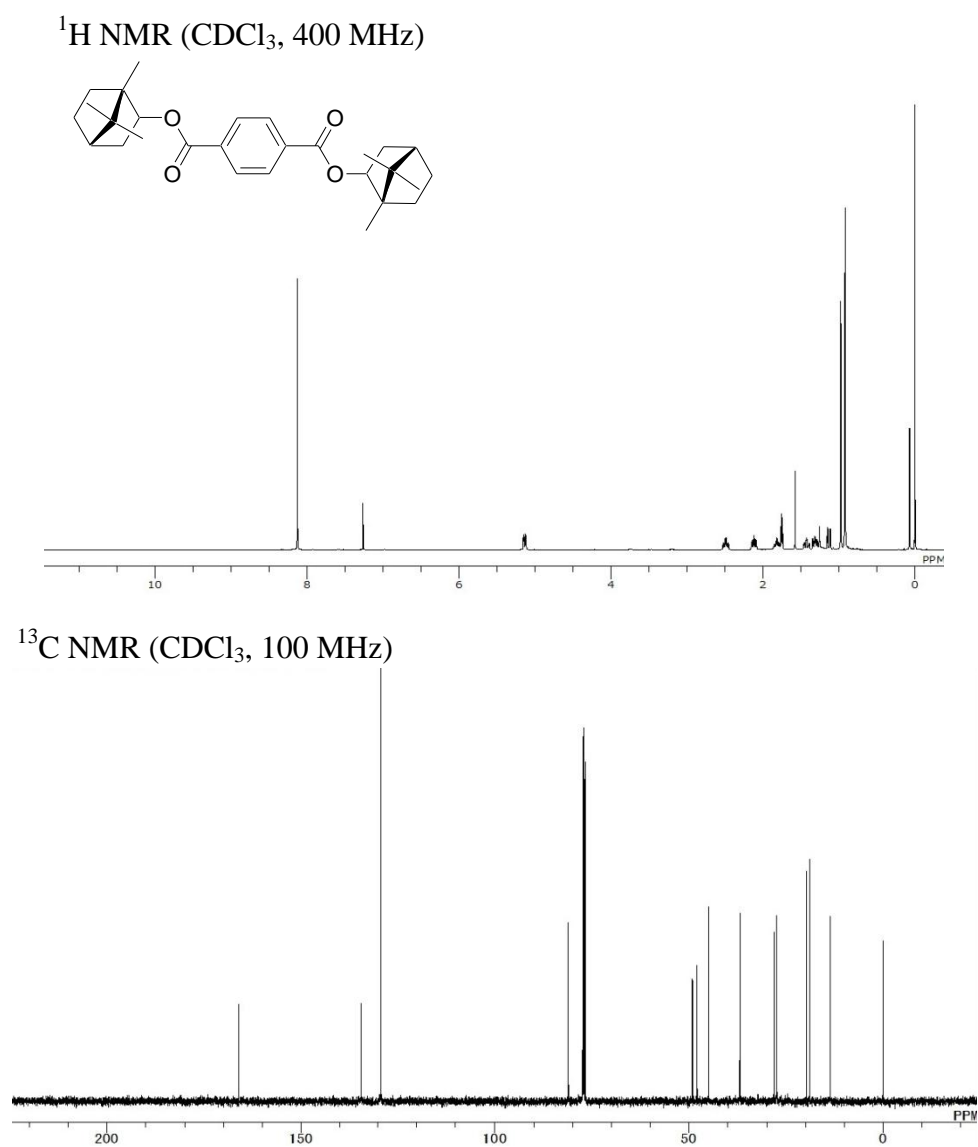 ¹H NMR (CDCl₃, 400 MHz)
O
O
O
O
PPM
10 8 6 4 2 0
¹³C NMR (CDCl₃, 100 MHz)
PPM
200 150 100 50 0